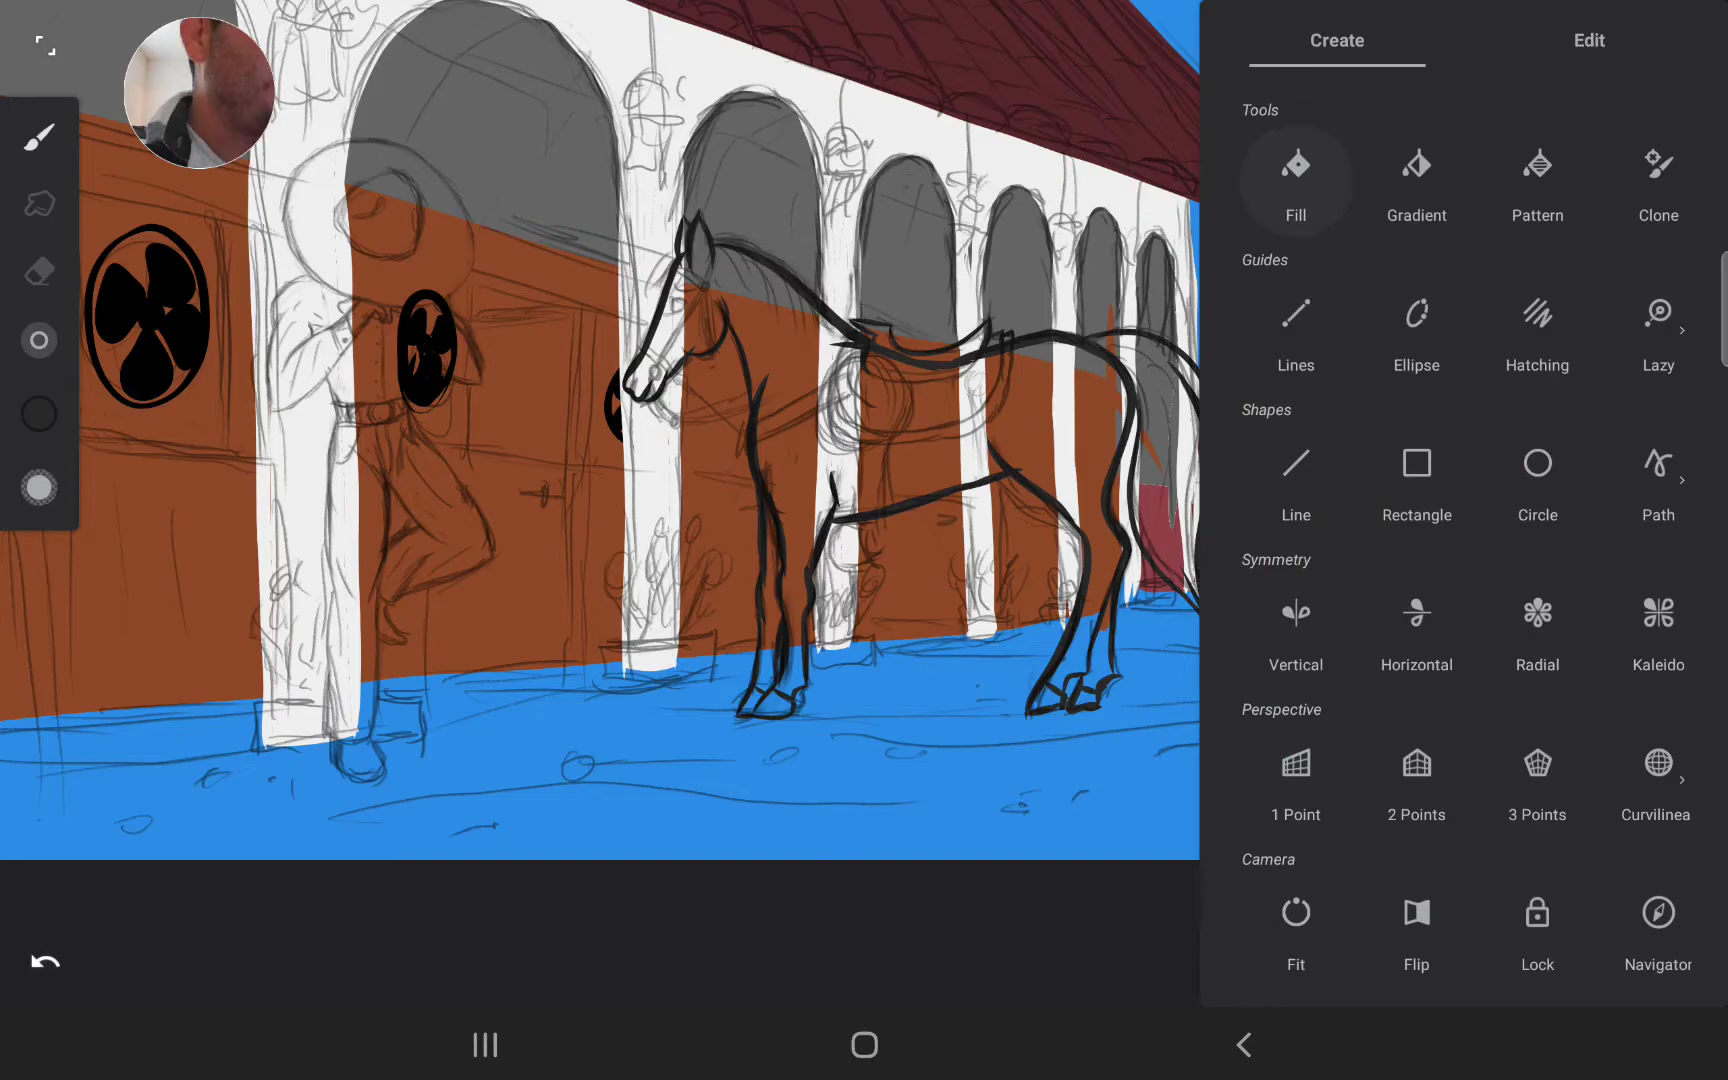 Create Edit
Tools
Fill Gradient Pattern Clone
Guides
Lines Ellipse Hatching Lazy
Shapes
Line Rectangle Circle Path
Symmetry
Vertical Horizontal Radial Kaleido
Perspective
1 Point 2 Points 3 Points Curvilinea
Camera
Fit Flip Lock Navigator